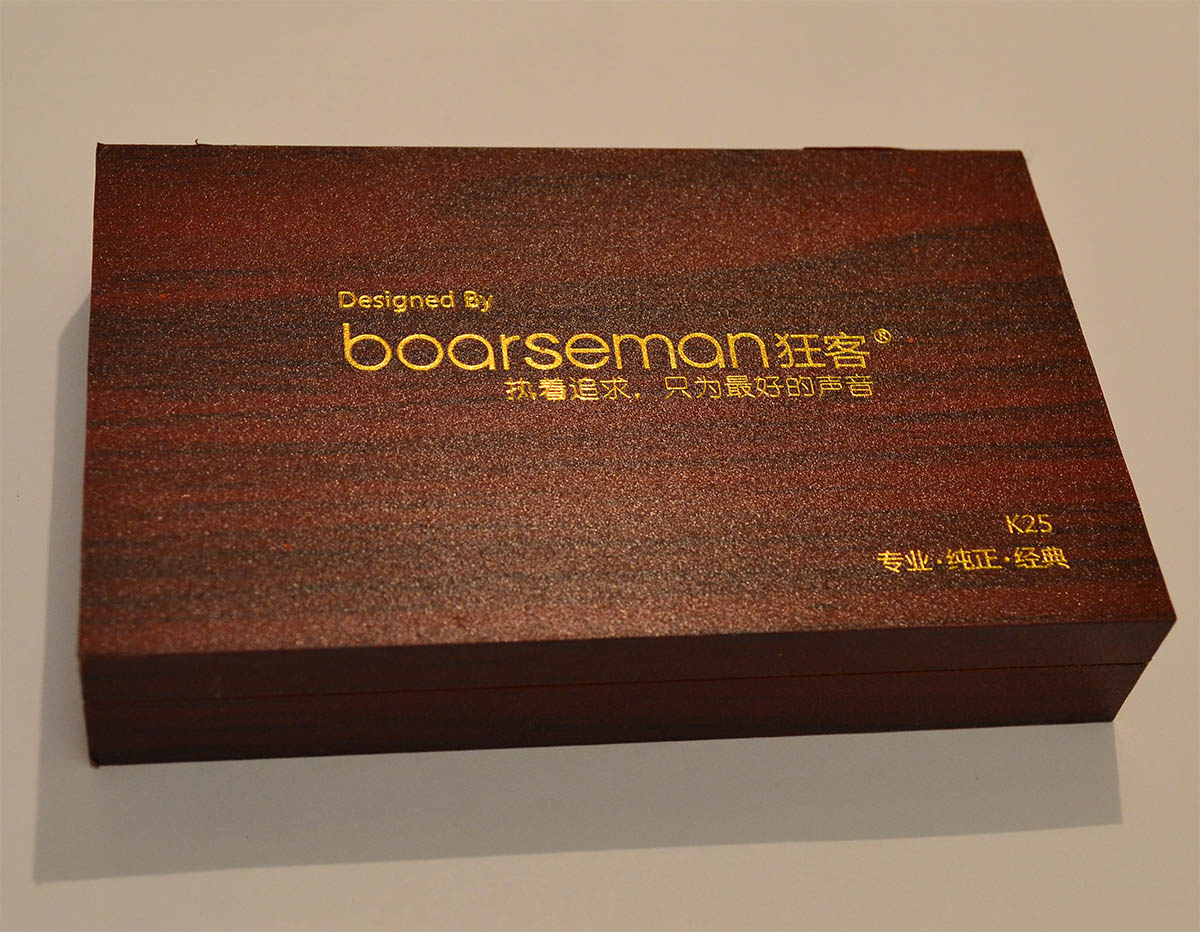 Designed By
boarseman狂客®
执着追求，只为最好的声音
K25
专业·纯正·经典